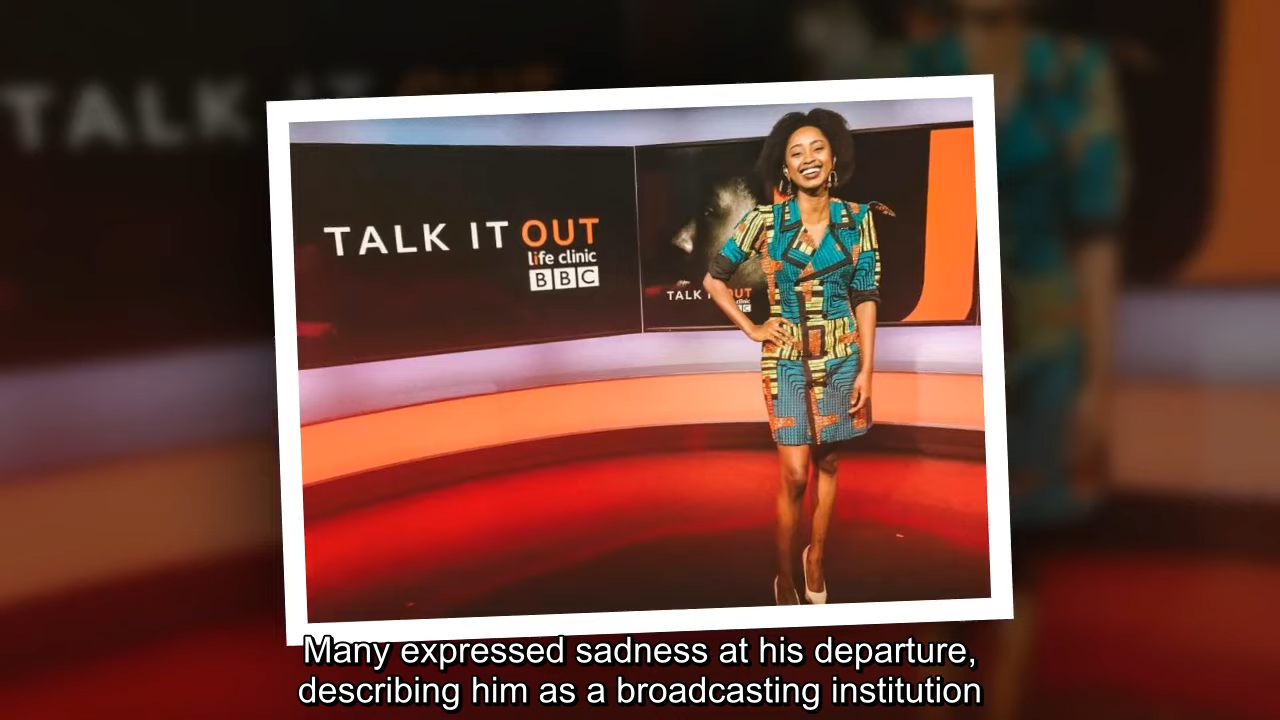 TALK IT OUT
life clinic
BBC
TALK IT OUT
clinic
Many expressed sadness at his departure,
describing him as a broadcasting institution